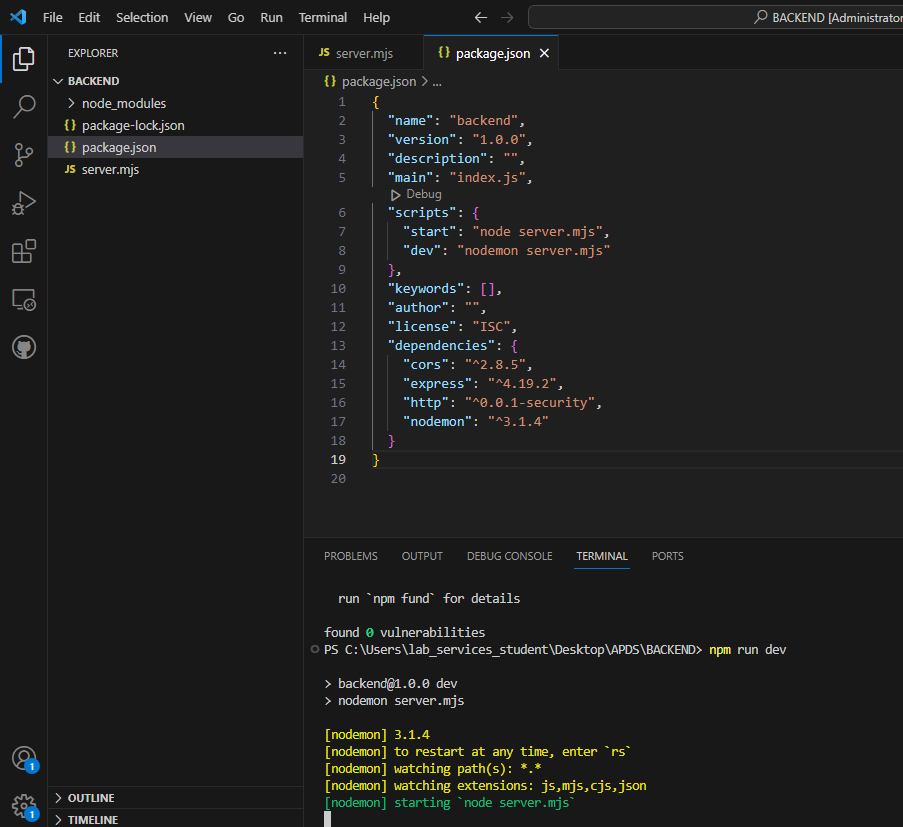 File Edit Selection View Go Run Terminal Help
BACKEND [Administrator
EXPLORER
BACKEND
node_modules
{} package-lock.json
{} package.json
JS server.mjs
OUTLINE
TIMELINE
1
1
JS server.mjs
{} package.json
{} package.json > ...
1 {
2 "name": "backend",
3 "version": "1.0.0",
4 "description": "",
5 "main": "index.js",
Debug
6 "scripts": {
7 "start": "node server.mjs",
8 "dev": "nodemon server.mjs"
9 },
10 "keywords": [],
11 "author": "",
12 "license": "ISC",
13 "dependencies": {
14 "cors": "^2.8.5",
15 "express": "^4.19.2",
16 "http": "^0.0.1-security",
17 "nodemon": "^3.1.4"
18 }
19 }
20
PROBLEMS OUTPUT DEBUG CONSOLE TERMINAL PORTS
run `npm fund` for details
found 0 vulnerabilities
PS C:\Users\lab_services_student\Desktop\APDS\BACKEND> npm run dev
> backend@1.0.0 dev
> nodemon server.mjs
[nodemon] 3.1.4
[nodemon] to restart at any time, enter `rs`
[nodemon] watching path(s): *.*
[nodemon] watching extensions: js,mjs,cjs,json
[nodemon] starting `node server.mjs`